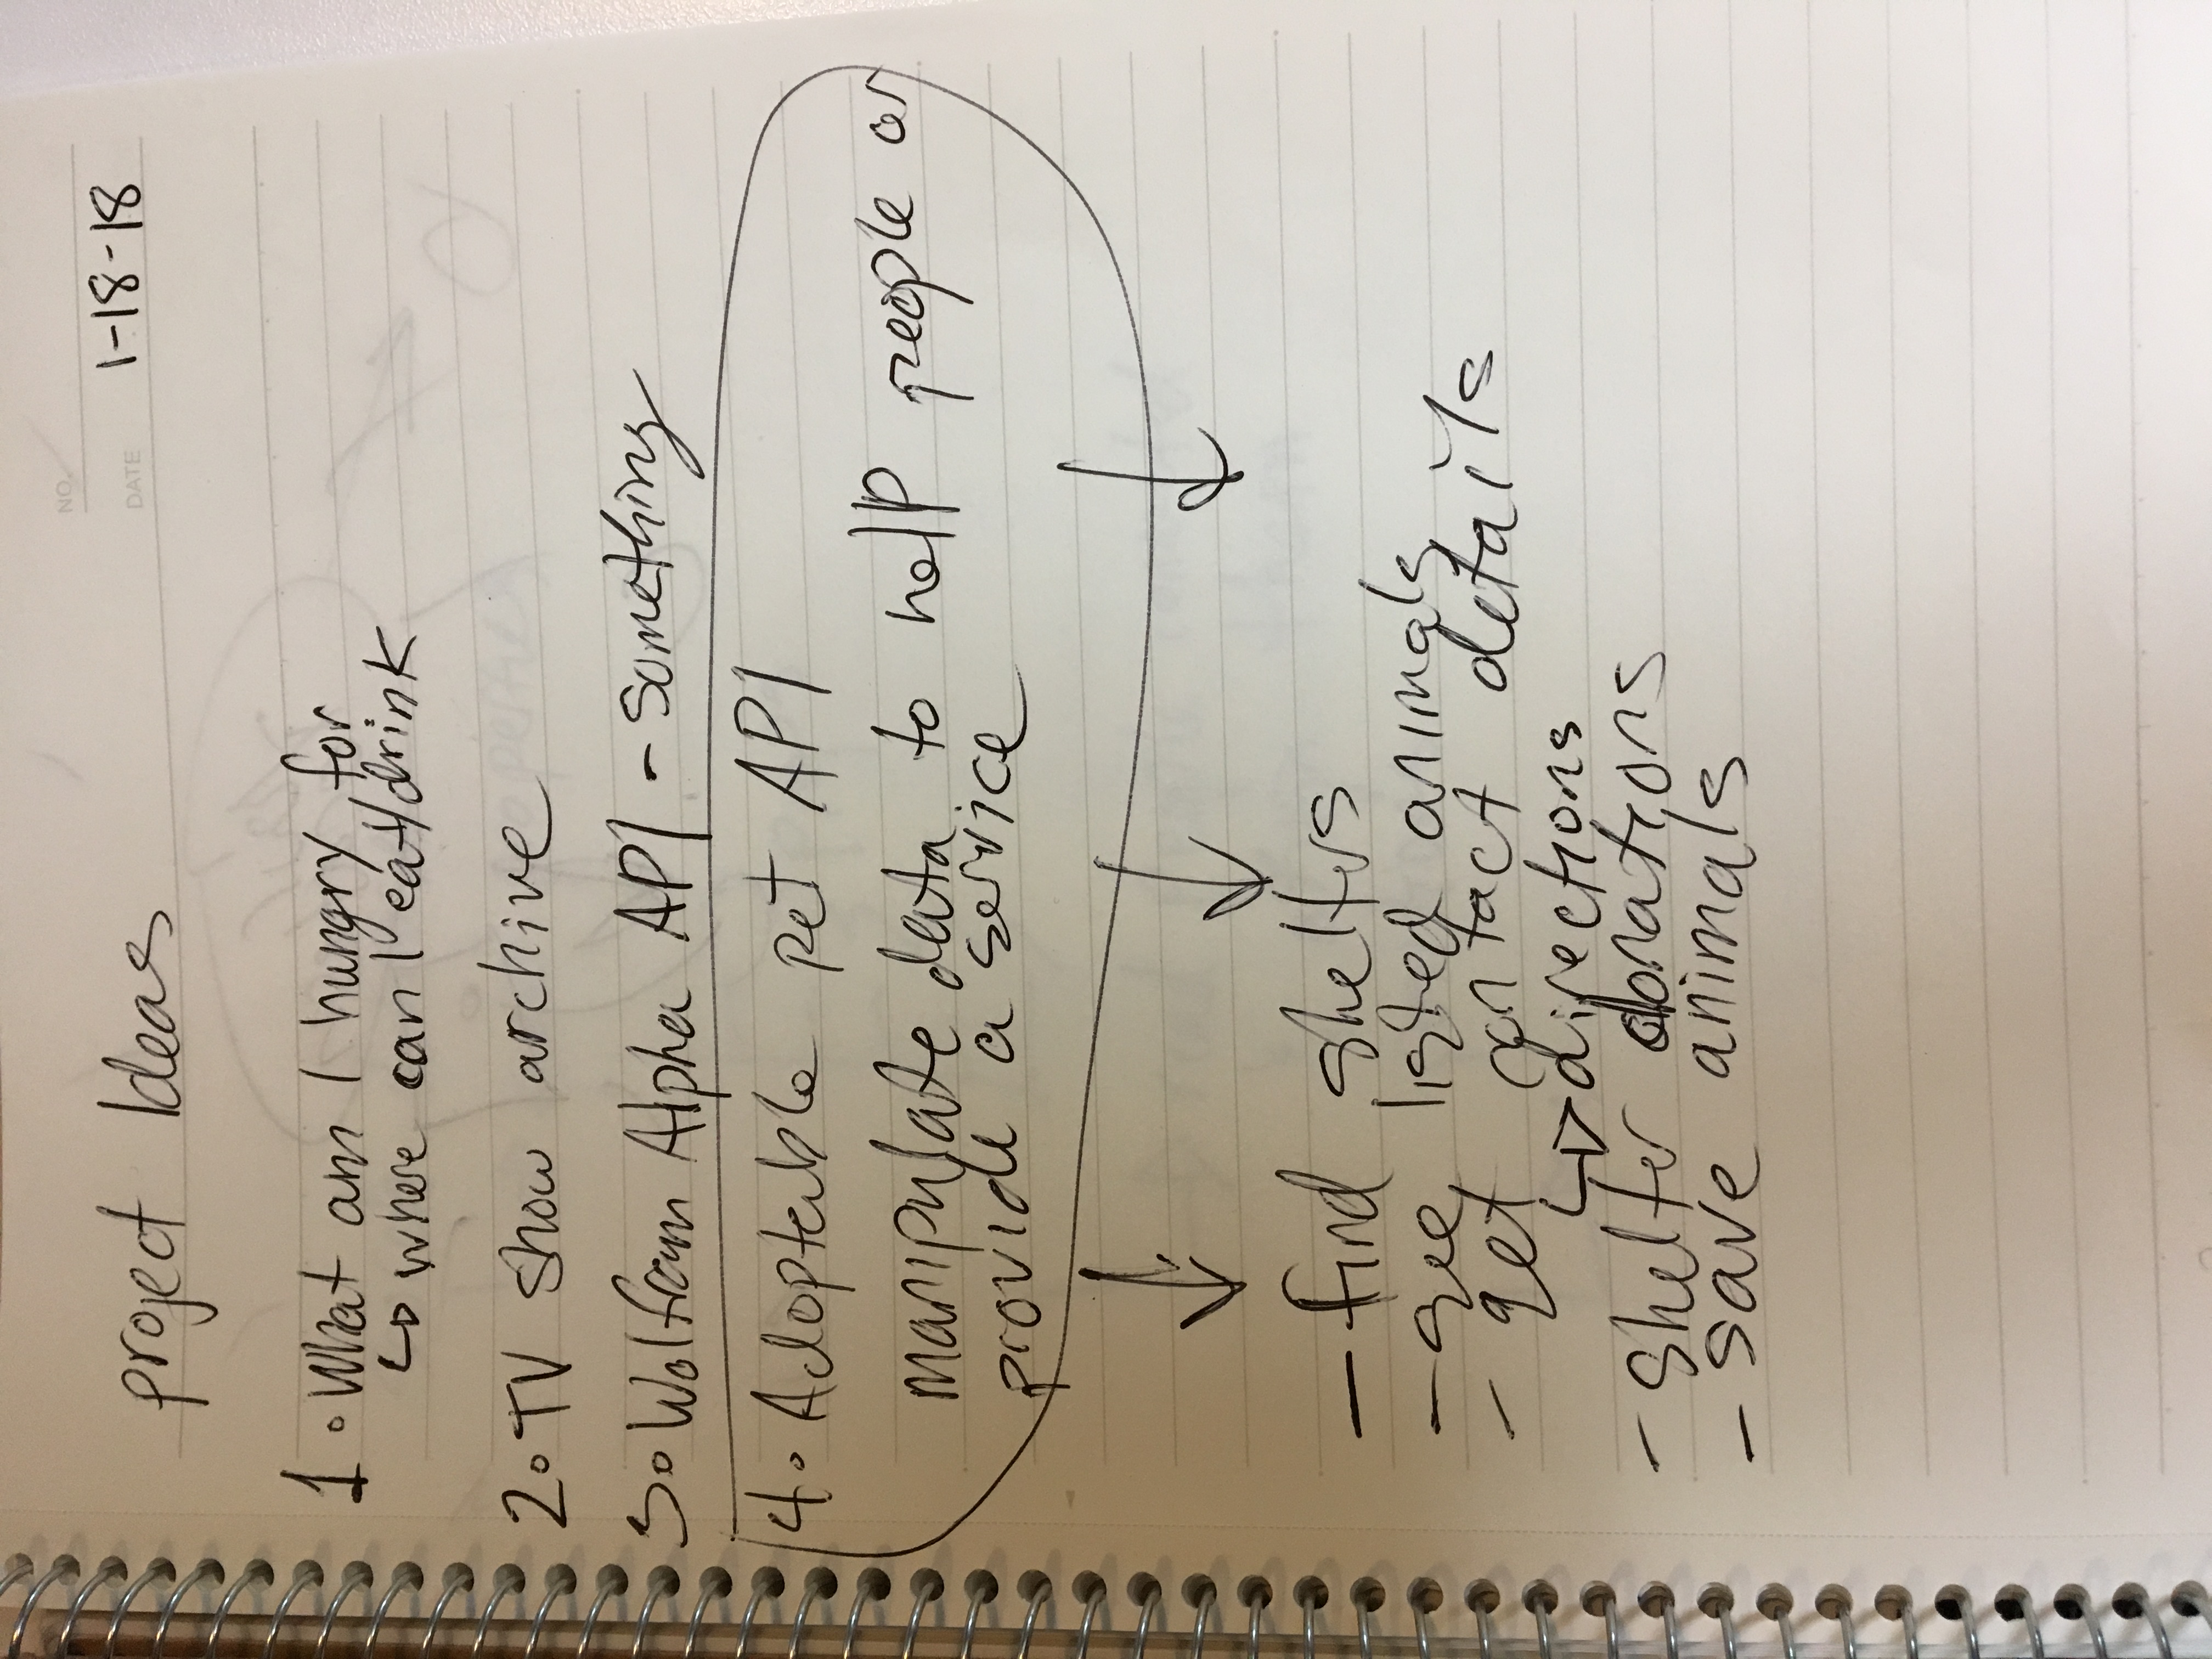 NO.
DATE 1-18-18
project Ideas
1. What am I hungry for
↳ where can I eat/drink
2. TV show archive
3. Wolfram Alpha API - something
4. Adoptable pet API
manipulate data to help people or
provide a service
- find shelters
- see listed animals
- get contact details
↳ directions
- shelter donations
- save animals